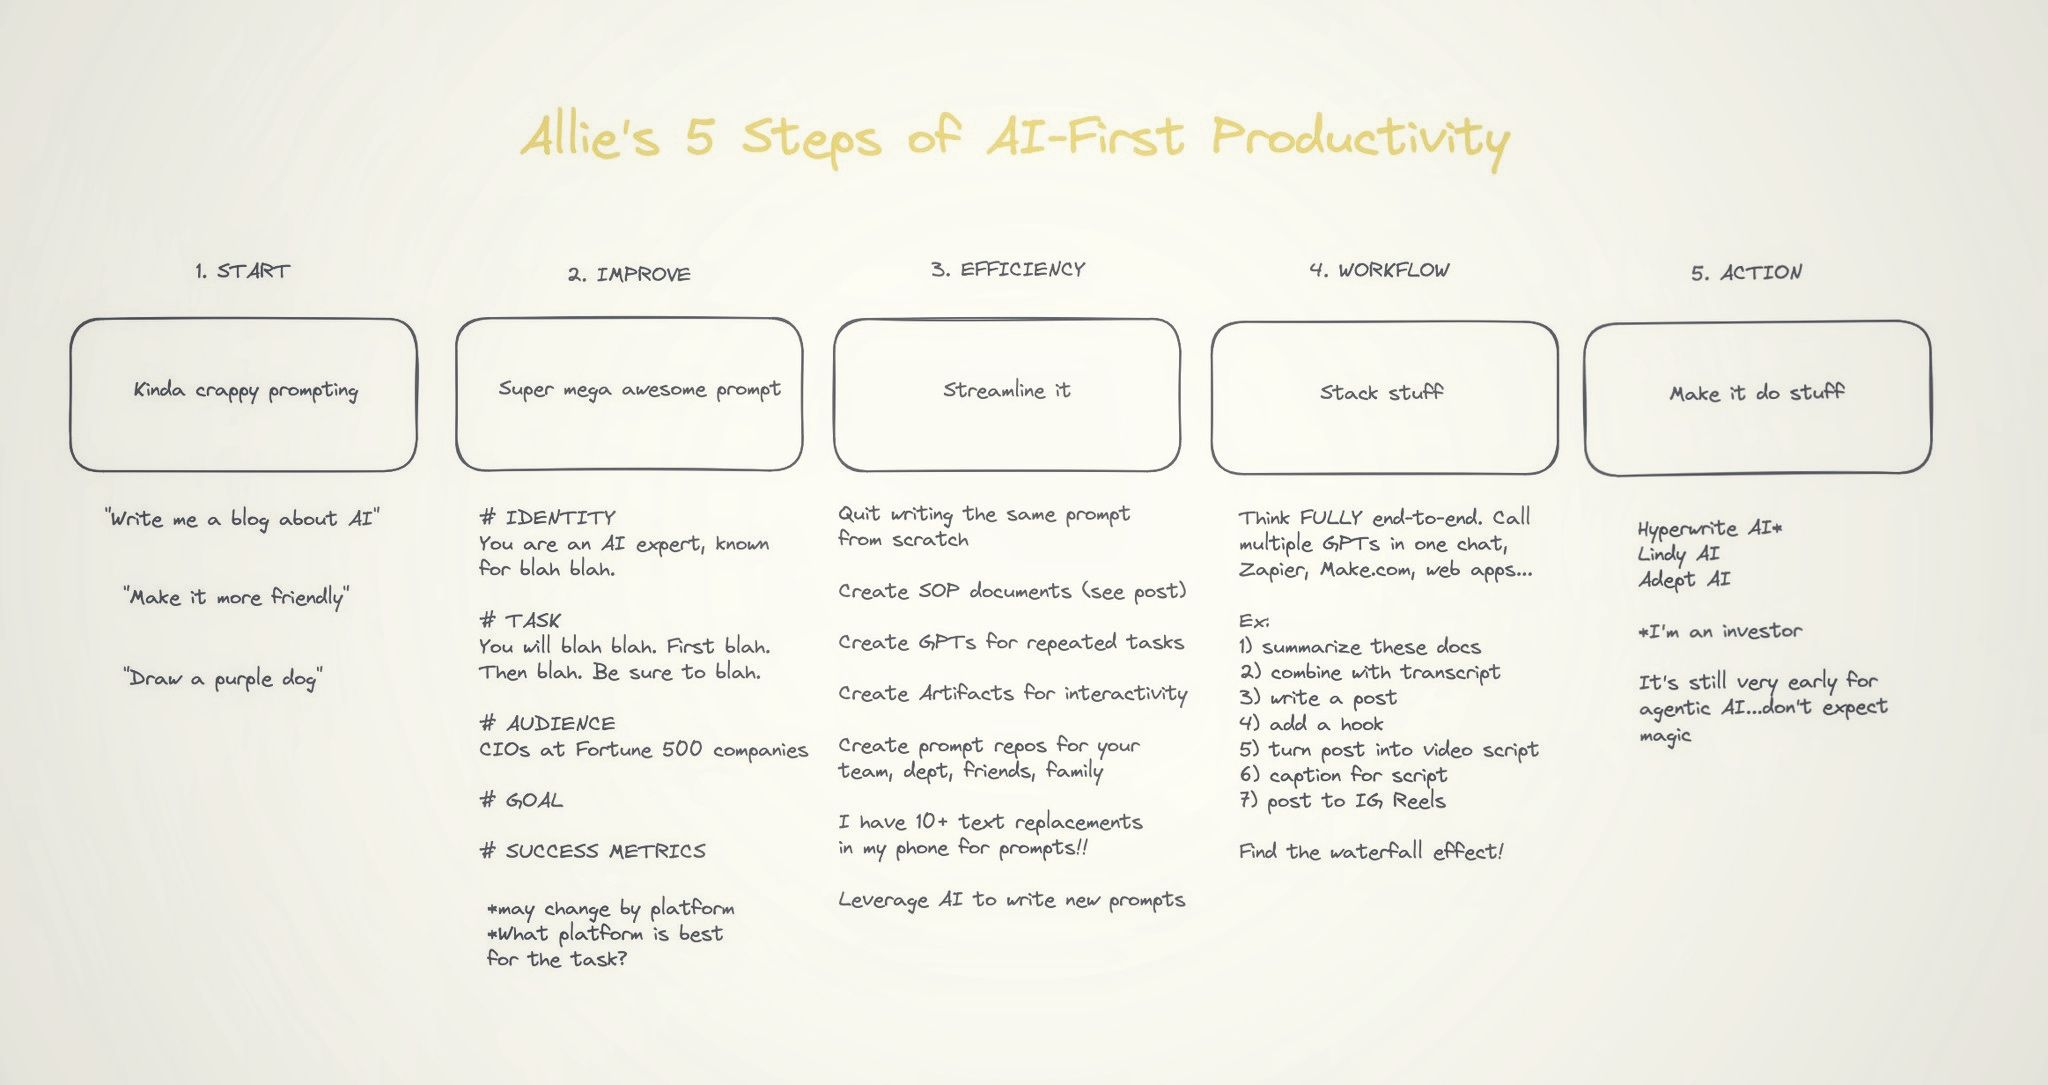 Allie's 5 Steps of AI-First Productivity
1. START
Kinda crappy prompting
"Write me a blog about AI"
"Make it more friendly"
"Draw a purple dog"
2. IMPROVE
Super mega awesome prompt
# IDENTITY
You are an AI expert, known
for blah blah.
# TASK
You will blah blah. First blah.
Then blah. Be sure to blah.
# AUDIENCE
CIOs at Fortune 500 companies
# GOAL
# SUCCESS METRICS
*may change by platform
*What platform is best
for the task?
3. EFFICIENCY
Streamline it
Quit writing the same prompt
from scratch
Create SOP documents (see post)
Create GPTs for repeated tasks
Create Artifacts for interactivity
Create prompt repos for your
team, dept, friends, family
I have 10+ text replacements
in my phone for prompts!!
Leverage AI to write new prompts
4. WORKFLOW
Stack stuff
Think FULLY end-to-end. Call
multiple GPTs in one chat,
Zapier, Make.com, web apps...
Ex:
1) summarize these docs
2) combine with transcript
3) write a post
4) add a hook
5) turn post into video script
6) caption for script
7) post to IG Reels
Find the waterfall effect!
5. ACTION
Make it do stuff
Hyperwrite AI*
Lindy AI
Adept AI
*I'm an investor
It's still very early for
agentic AI...don't expect
magic